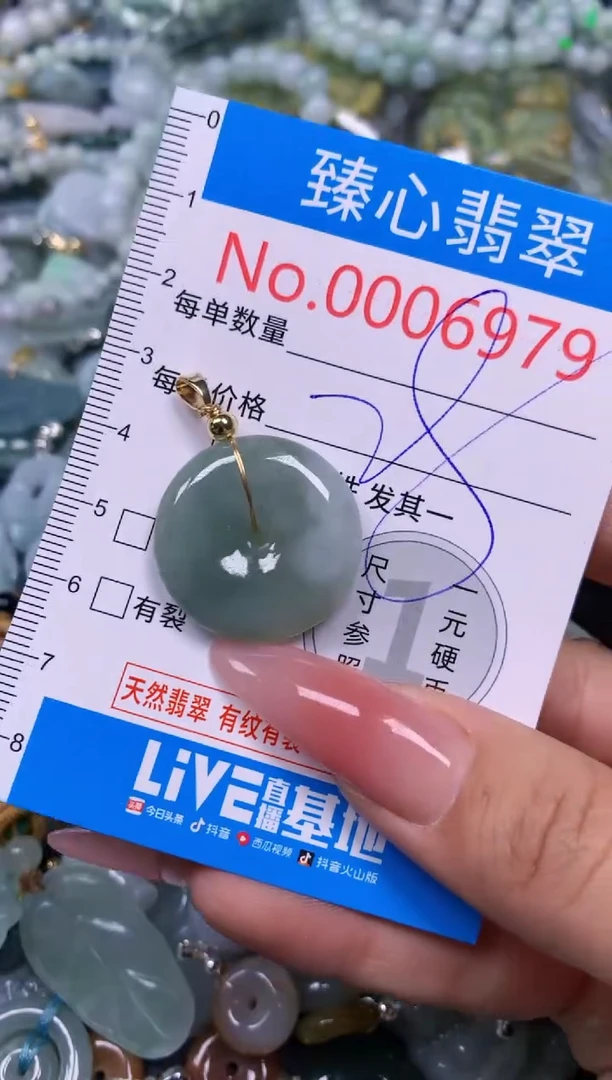 0
1
2
3
4
5
6
7
8
臻心翡翠
No.0006979
每单数量
每 价格
发其一
有裂
尺寸参
一元硬
1
天然翡翠 有纹有裂
LiVE直播基地
今日头条 抖音 西瓜视频 抖音火山版